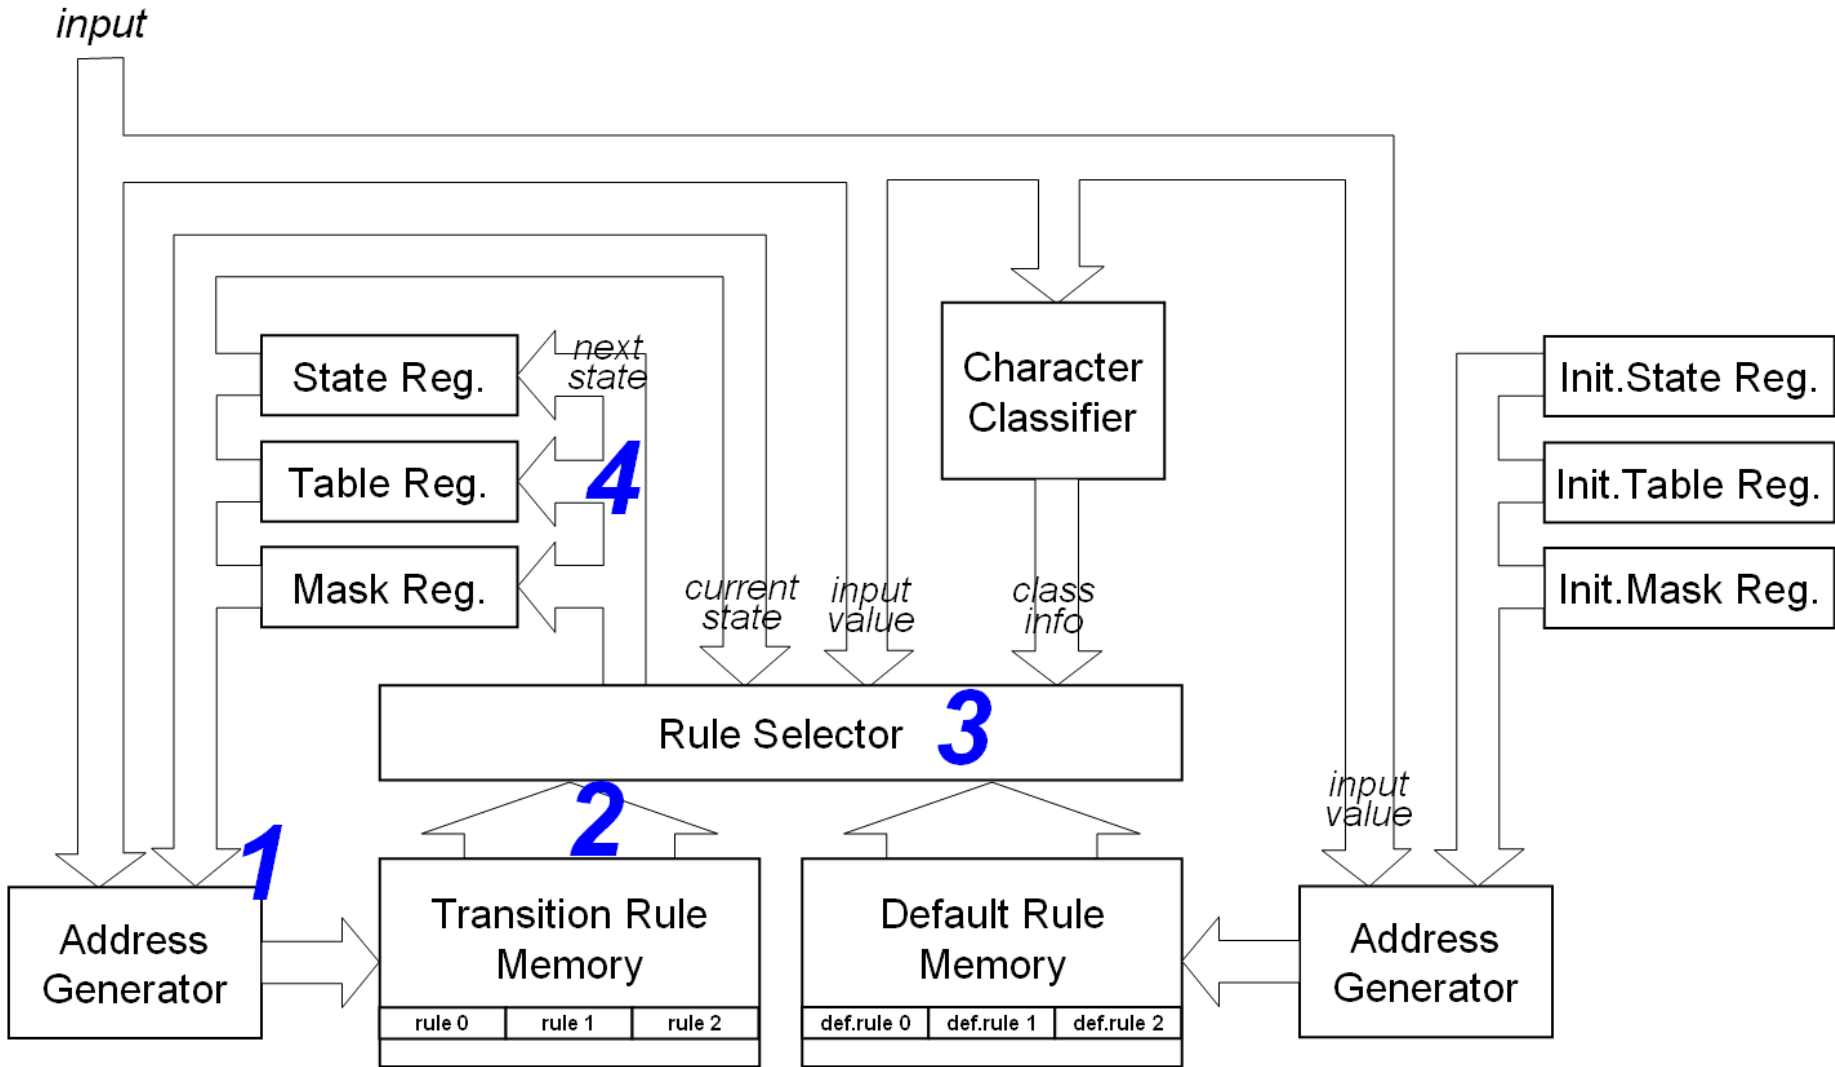 input
next
state
State Reg.
Table Reg.
Mask Reg.
4
Character
Classifier
Init.State Reg.
Init.Table Reg.
Init.Mask Reg.
current
state
input
value
class
info
Rule Selector
3
2
1
input
value
Address
Generator
Transition Rule
Memory
rule 0
rule 1
rule 2
Default Rule
Memory
def.rule 0
def.rule 1
def.rule 2
Address
Generator